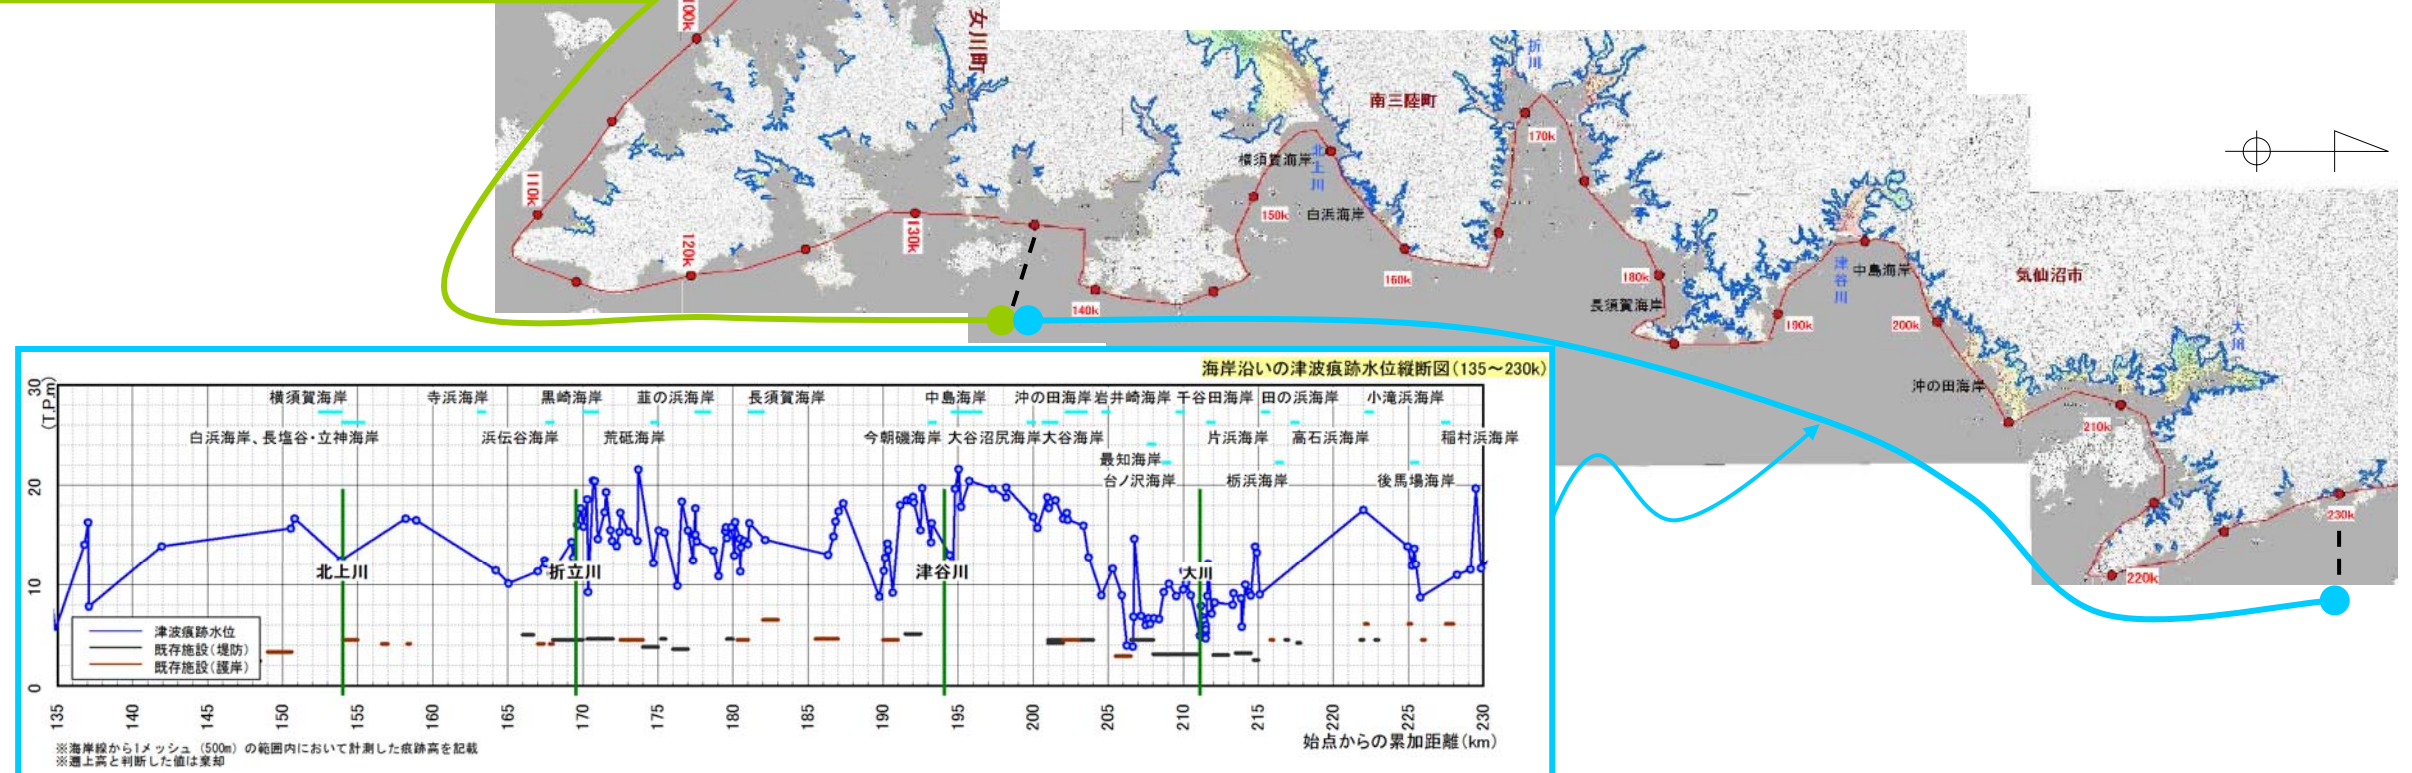 100k
女川町
折川
南三陸町
170k
110k
横須賀海岸
北上川
150k
白浜海岸
120k
130k
160k
180k
津谷川
中島海岸
気仙沼市
140k
長須賀海岸
190k
200k
大川
沖の田海岸
210k
230k
220k
海岸沿いの津波痕跡水位縦断図(135～230k)
(T.P.m)
30
20
10
0
横須賀海岸 寺浜海岸 黒崎海岸 韮の浜海岸 長須賀海岸 中島海岸 沖の田海岸 岩井崎海岸 千谷田海岸 田の浜海岸 小滝浜海岸
白浜海岸、長塩谷・立神海岸 浜伝谷海岸 荒砥海岸 今朝磯海岸 大谷沼尻海岸 大谷海岸 片浜海岸 高石浜海岸 稲村浜海岸
最知海岸
台ノ沢海岸 栃浜海岸 後馬場海岸
北上川 折立川 津谷川 大川
津波痕跡水位
既存施設(堤防)
既存施設(護岸)
135 140 145 150 155 160 165 170 175 180 185 190 195 200 205 210 215 220 225 230
始点からの累加距離(km)
※海岸線から1メッシュ（500m）の範囲内において計測した痕跡高を記載
※遡上高と判断した値は棄却